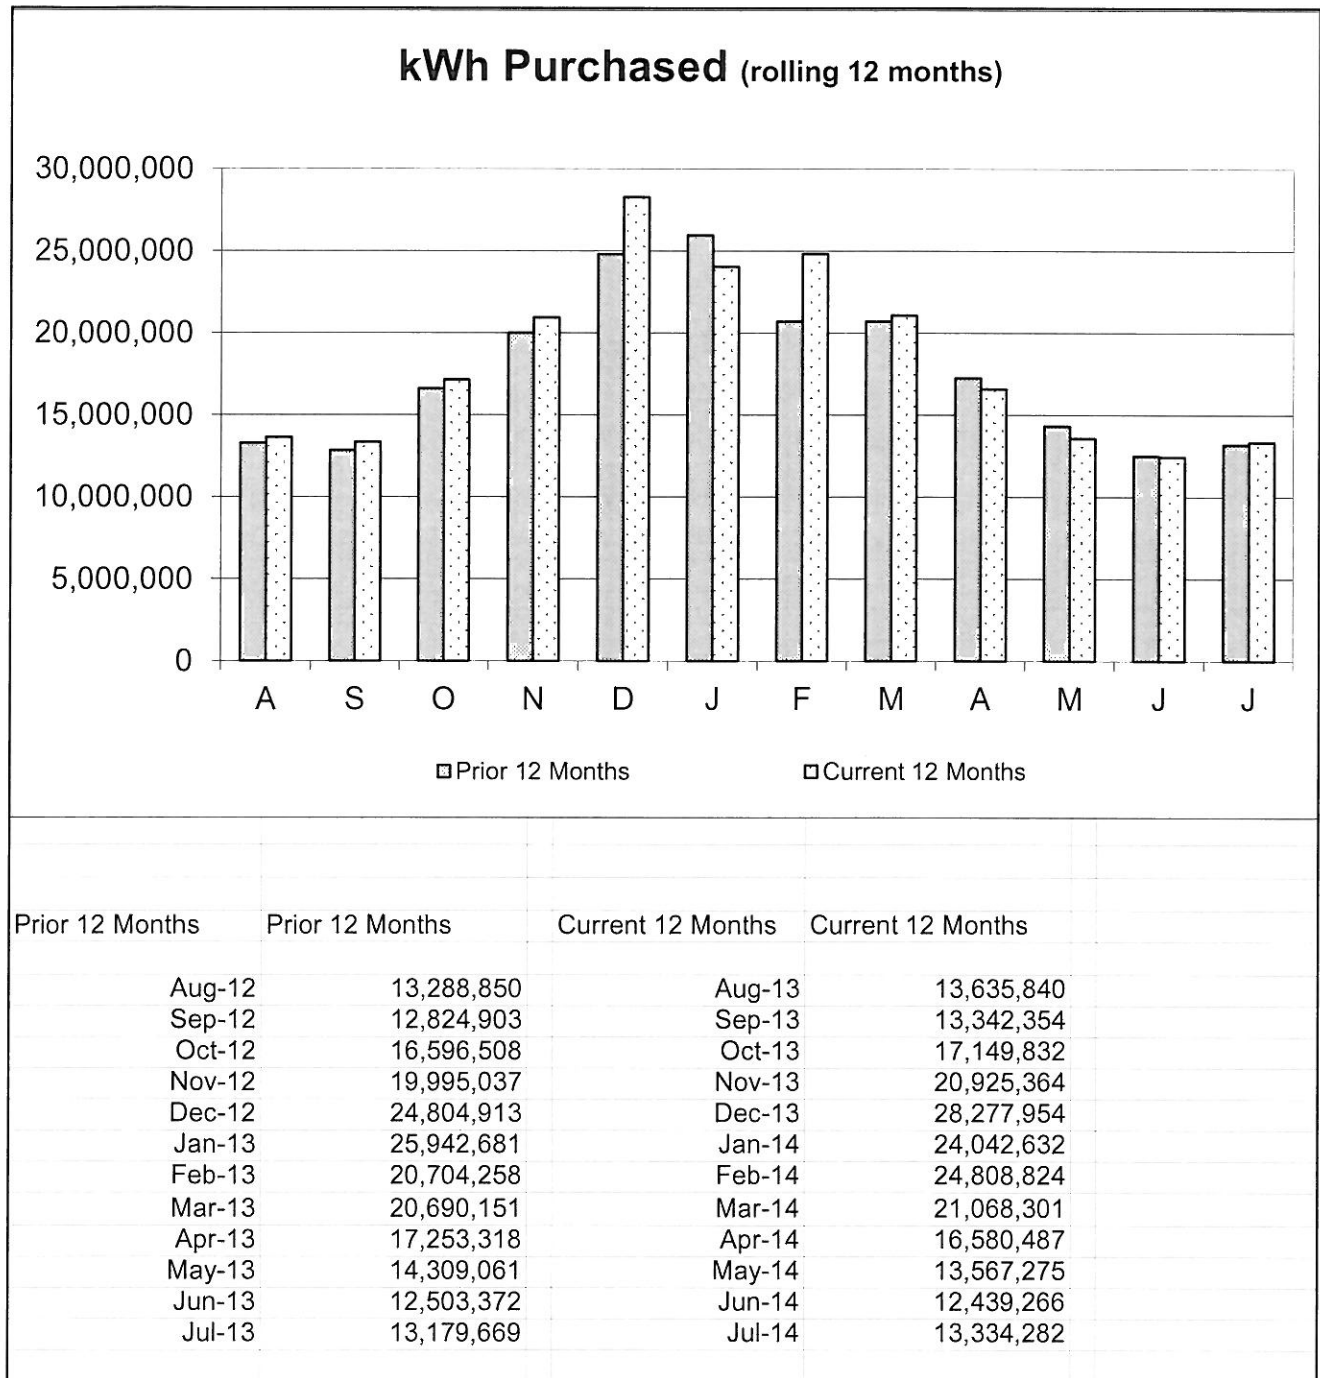 kWh Purchased (rolling 12 months)
30,000,000
25,000,000
20,000,000
15,000,000
10,000,000
5,000,000
0
A S O N D J F M A M J J
Prior 12 Months Current 12 Months
Prior 12 Months Prior 12 Months Current 12 Months Current 12 Months
Aug-12 13,288,850 Aug-13 13,635,840
Sep-12 12,824,903 Sep-13 13,342,354
Oct-12 16,596,508 Oct-13 17,149,832
Nov-12 19,995,037 Nov-13 20,925,364
Dec-12 24,804,913 Dec-13 28,277,954
Jan-13 25,942,681 Jan-14 24,042,632
Feb-13 20,704,258 Feb-14 24,808,824
Mar-13 20,690,151 Mar-14 21,068,301
Apr-13 17,253,318 Apr-14 16,580,487
May-13 14,309,061 May-14 13,567,275
Jun-13 12,503,372 Jun-14 12,439,266
Jul-13 13,179,669 Jul-14 13,334,282